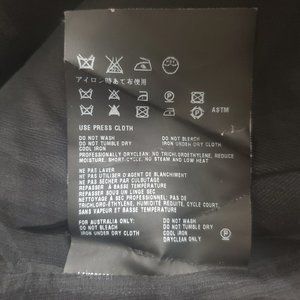 アイロン時あて布使用
ASTM
USE PRESS CLOTH
DO NOT WASH DO NOT BLEACH
DO NOT TUMBLE DRY IRON UNDER DRY CLOTH
COOL IRON
PROFESSIONALLY DRYCLEAN: NO TRICHLOROETHYLENE, REDUCE
MOISTURE, SHORT-CYCLE, NO STEAM AND LOW HEAT
NE PAS LAVER
NE PAS UTILISER D'AGENT DE BLANCHIMENT
NE PAS SECHER PAR CULBUTAGE
REPASSER A BASSE TEMPERATURE
REPASSER SOUS UN LINGE SEC
NETTOYAGE A SEC PROFESSIONNEL: PAS DE
TRICHLORO-ETHYLENE, HUMIDITE REDUITE, CYCLE COURT,
SANS VAPEUR ET BASSE TEMPERATURE
FOR AUSTRALIA ONLY: DO NOT WASH
DO NOT BLEACH DO NOT TUMBLE DRY
IRON UNDER DRY CLOTH COOL IRON
DRYCLEAN ONLY